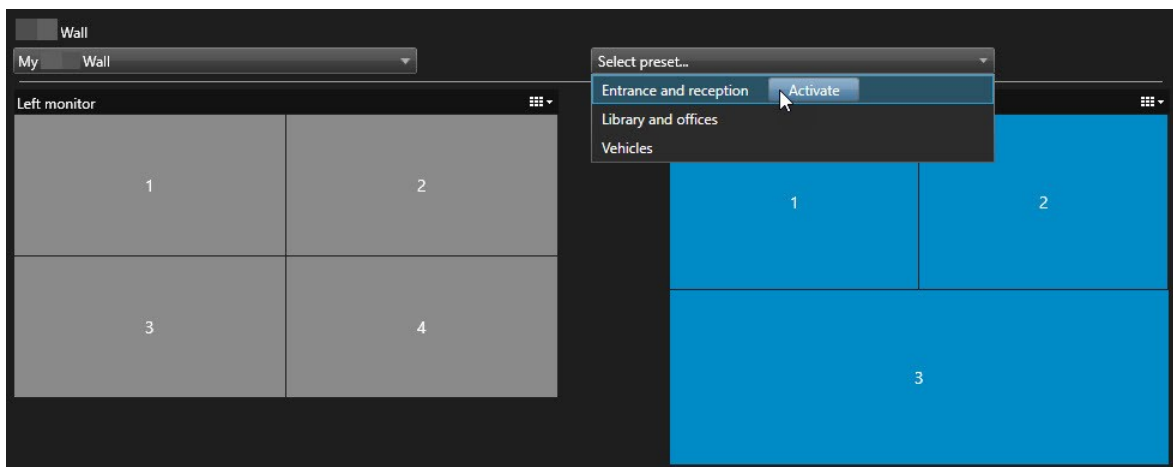 Wall
My Wall
Select preset...
Entrance and reception Activate
Library and offices
Vehicles
Left monitor
1 2
3 4
1 2
3